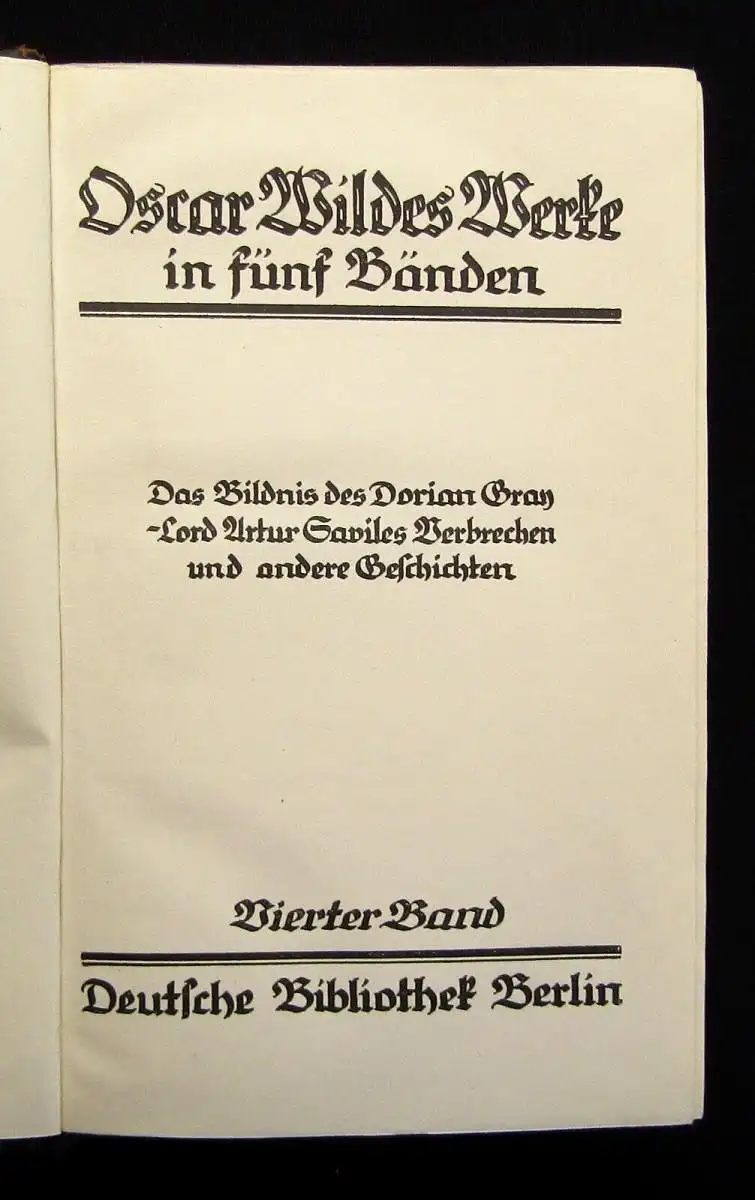 Oscar Wildes Werke
in fünf Bänden
Das Bildnis des Dorian Gray
-Lord Artur Saviles Verbrechen
und andere Geschichten
Vierter Band
Deutsche Bibliothek Berlin